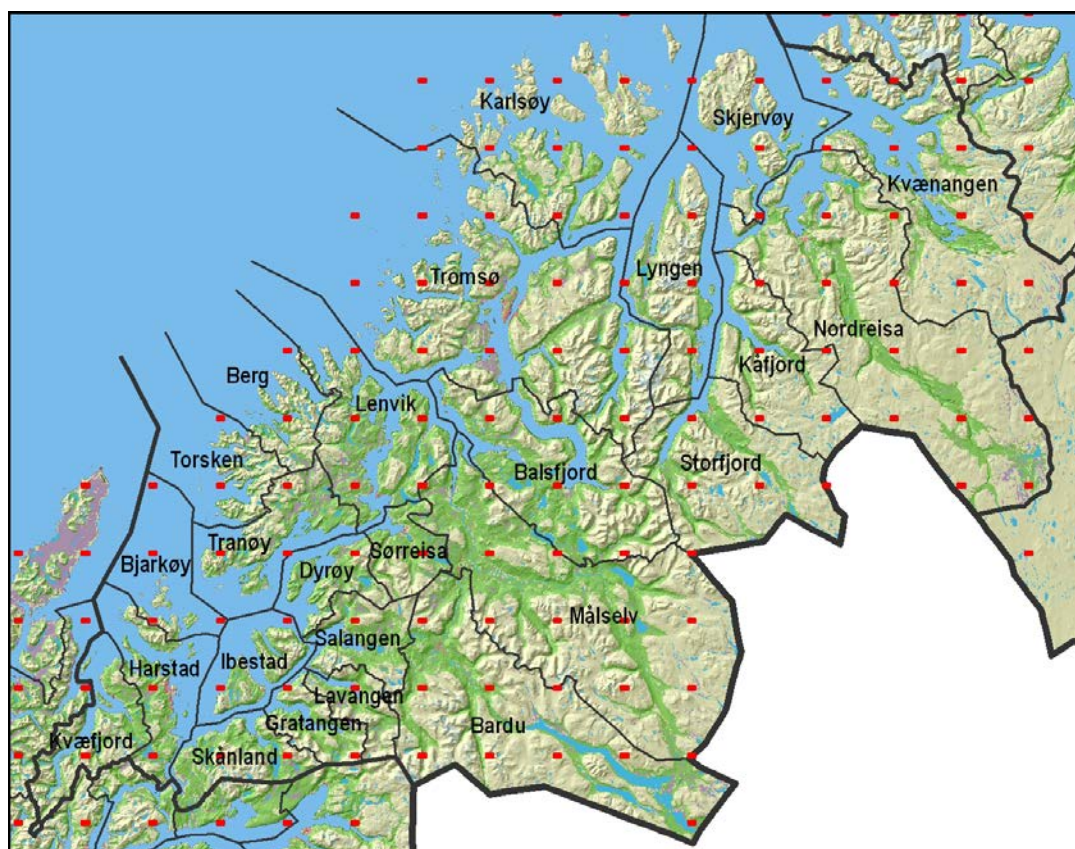 Karlsøy
Skjervøy
Kvænangen
Tromsø
Lyngen
Nordreisa
Kåfjord
Berg
Lenvik
Torsken
Balsfjord
Storfjord
Tranøy
Sørreisa
Bjarkøy
Dyrøy
Målselv
Salangen
Harstad
Ibestad
Lavangen
Gratangen
Bardu
Kvæfjord
Skånland